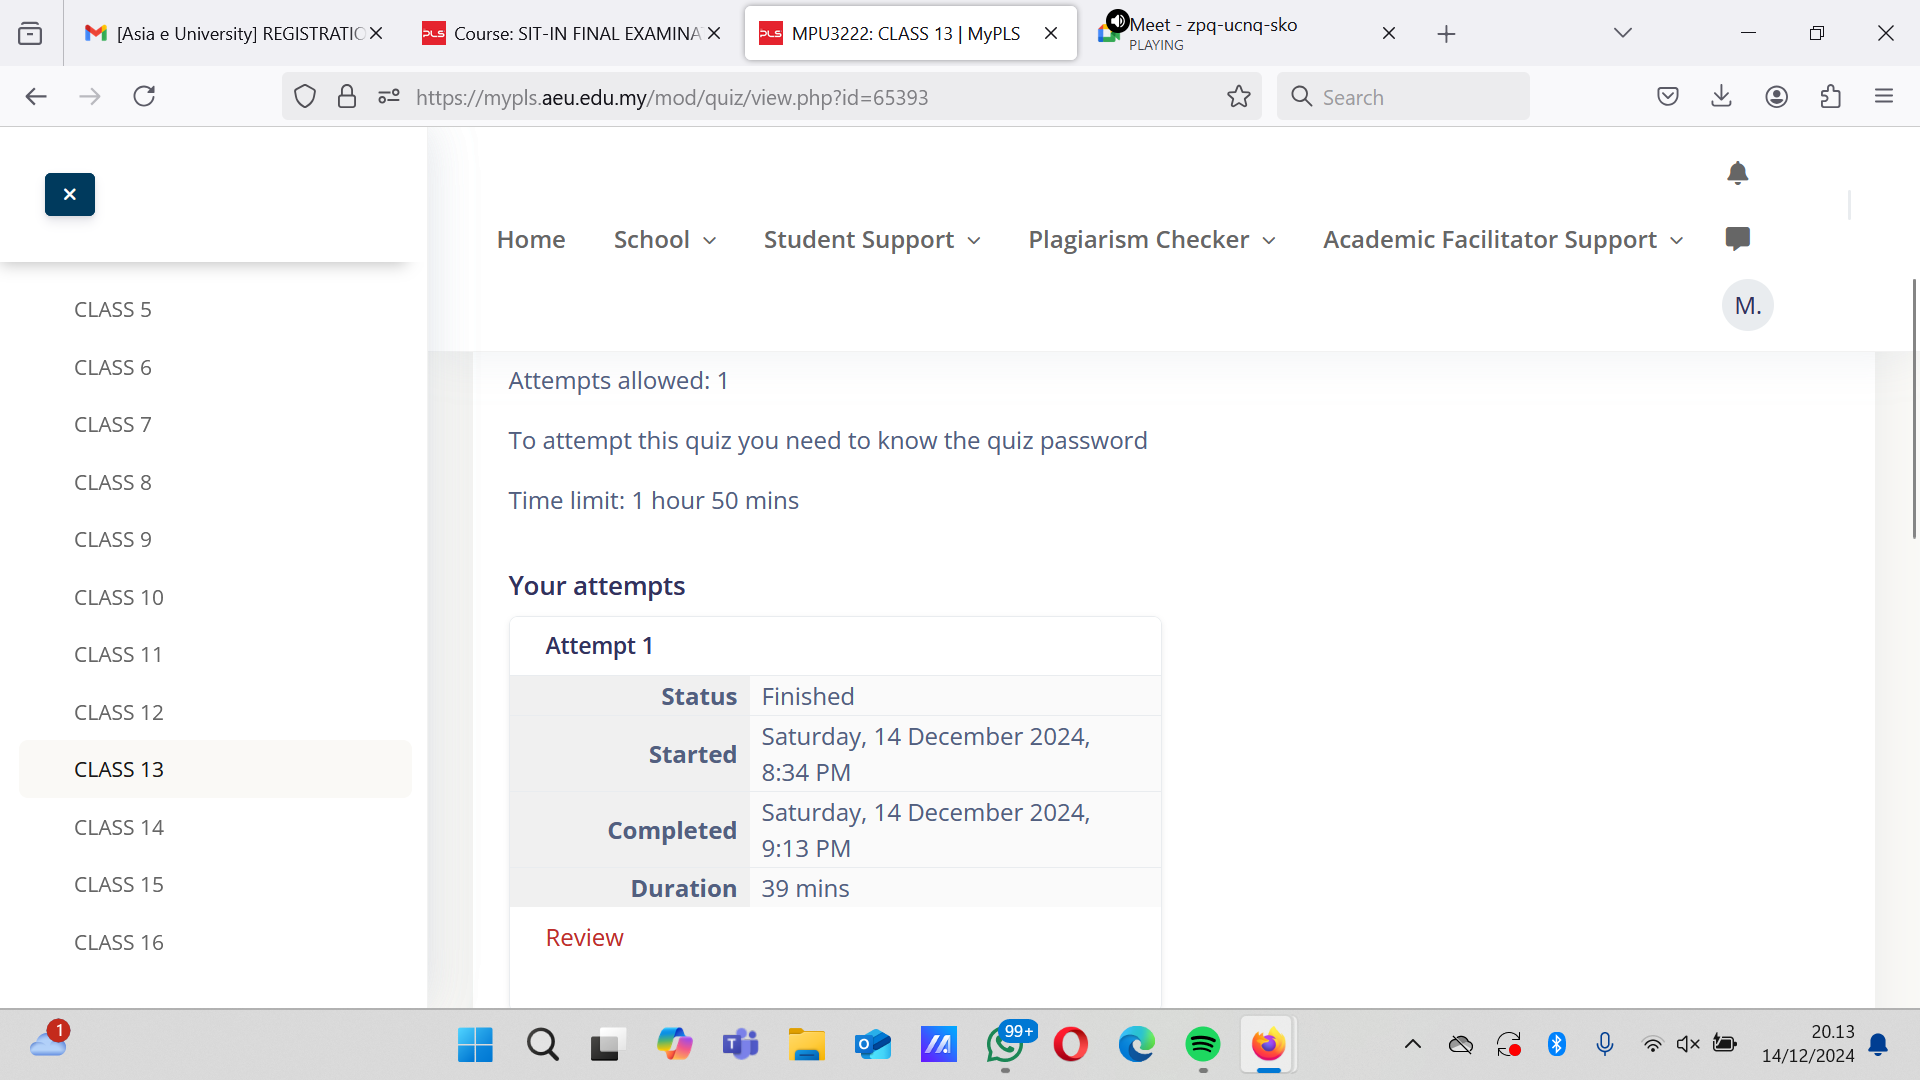 [Asia e University] REGISTRATIO
Course: SIT-IN FINAL EXAMINA
MPU3222: CLASS 13 | MyPLS
Meet - zpq-ucnq-sko
PLAYING
https://mypls.aeu.edu.my/mod/quiz/view.php?id=65393
Search
Home
School
Student Support
Plagiarism Checker
Academic Facilitator Support
M.
CLASS 5
CLASS 6
CLASS 7
CLASS 8
CLASS 9
CLASS 10
CLASS 11
CLASS 12
CLASS 13
CLASS 14
CLASS 15
CLASS 16
Attempts allowed: 1
To attempt this quiz you need to know the quiz password
Time limit: 1 hour 50 mins
Your attempts
Attempt 1
Status Finished
Started Saturday, 14 December 2024,
8:34 PM
Completed Saturday, 14 December 2024,
9:13 PM
Duration 39 mins
Review
1
99+
20.13
14/12/2024